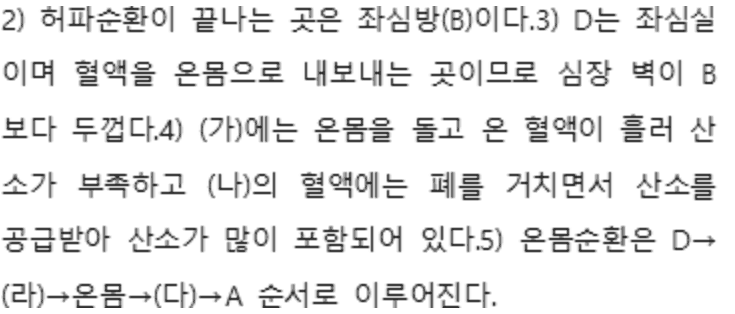 2) 허파순환이 끝나는 곳은 좌심방(B)이다.3) D는 좌심실
이며 혈액을 온몸으로 내보내는 곳이므로 심장 벽이 B
보다 두껍다.4) (가)에는 온몸을 돌고 온 혈액이 흘러 산
소가 부족하고 (나)의 혈액에는 폐를 거치면서 산소를
공급받아 산소가 많이 포함되어 있다.5) 온몸순환은 D→
(라)→온몸→(다)→A 순서로 이루어진다.